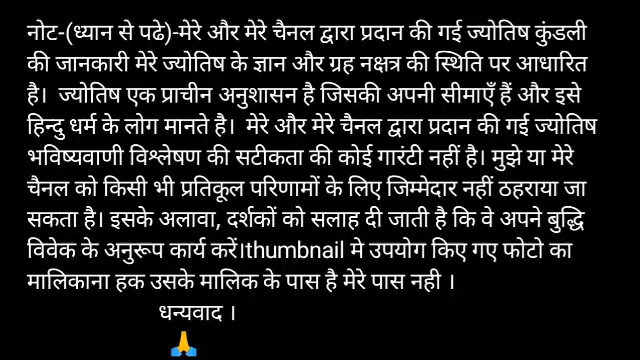 नोट-(ध्यान से पढे)-मेरे और मेरे चैनल द्वारा प्रदान की गई ज्योतिष कुंडली
की जानकारी मेरे ज्योतिष के ज्ञान और ग्रह नक्षत्र की स्थिति पर आधारित
है। ज्योतिष एक प्राचीन अनुशासन है जिसकी अपनी सीमाएँ हैं और इसे
हिन्दु धर्म के लोग मानते है। मेरे और मेरे चैनल द्वारा प्रदान की गई ज्योतिष
भविष्यवाणी विश्लेषण की सटीकता की कोई गारंटी नहीं है। मुझे या मेरे
चैनल को किसी भी प्रतिकूल परिणामों के लिए जिम्मेदार नहीं ठहराया जा
सकता है। इसके अलावा, दर्शकों को सलाह दी जाती है कि वे अपने बुद्धि
विवेक के अनुरूप कार्य करें।thumbnail मे उपयोग किए गए फोटो का
मालिकाना हक उसके मालिक के पास है मेरे पास नही ।
धन्यवाद ।
🙏